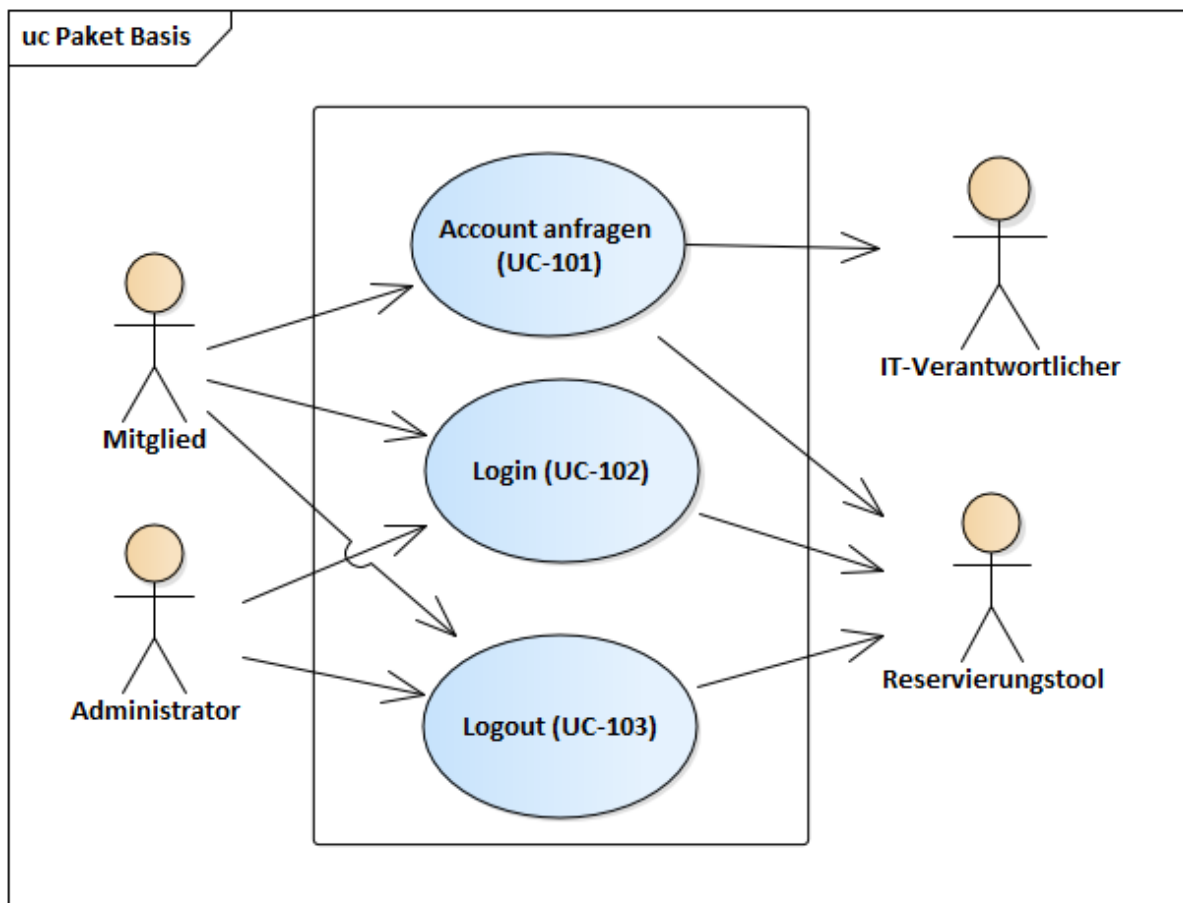 uc Paket Basis
Account anfragen
(UC-101)
IT-Verantwortlicher
Mitglied
Login (UC-102)
Reservierungstool
Administrator
Logout (UC-103)